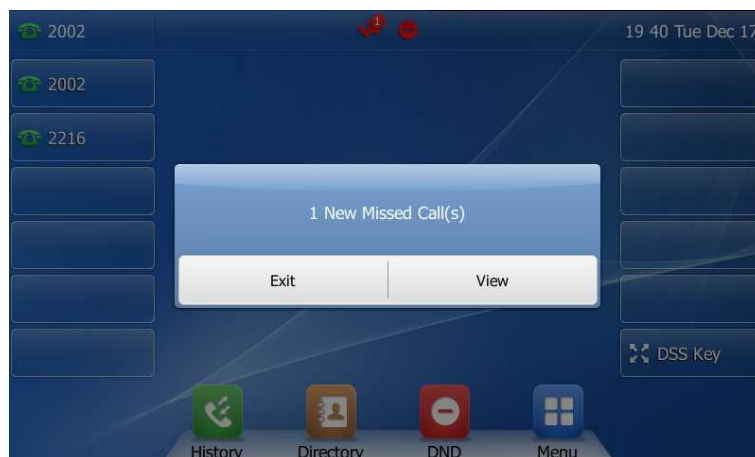 2002
1
19 40 Tue Dec 17
2002
2216
1 New Missed Call(s)
Exit
View
DSS Key
History
Directory
DND
Menu